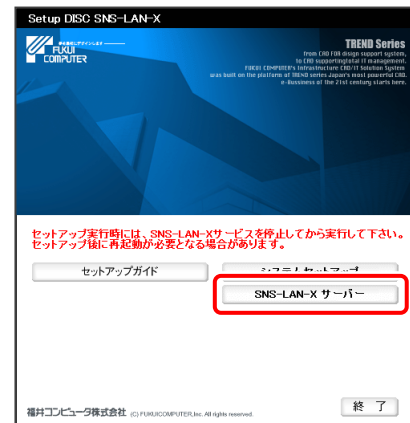 Setup DISC SNS-LAN-X
FUKUI
COMPUTER
TREND Series
from CAD FOR design support system,
to CAD supportingtotal IT management.
FUKUI COMPUTER's Infrastructure CAD/IT Solution System
was built on the platform of TREND series Japan's most powerful CAD.
e-Bussiness of the 21st century starts here.
セットアップ実行時には、SNS-LAN-Xサービスを停止してから実行して下さい。
セットアップ後に再起動が必要となる場合があります。
セットアップガイド
システムセットアップ
SNS-LAN-X サーバー
福井コンピュータ株式会社 (C) FUKUICOMPUTER,Inc. All rights reserved.
終 了